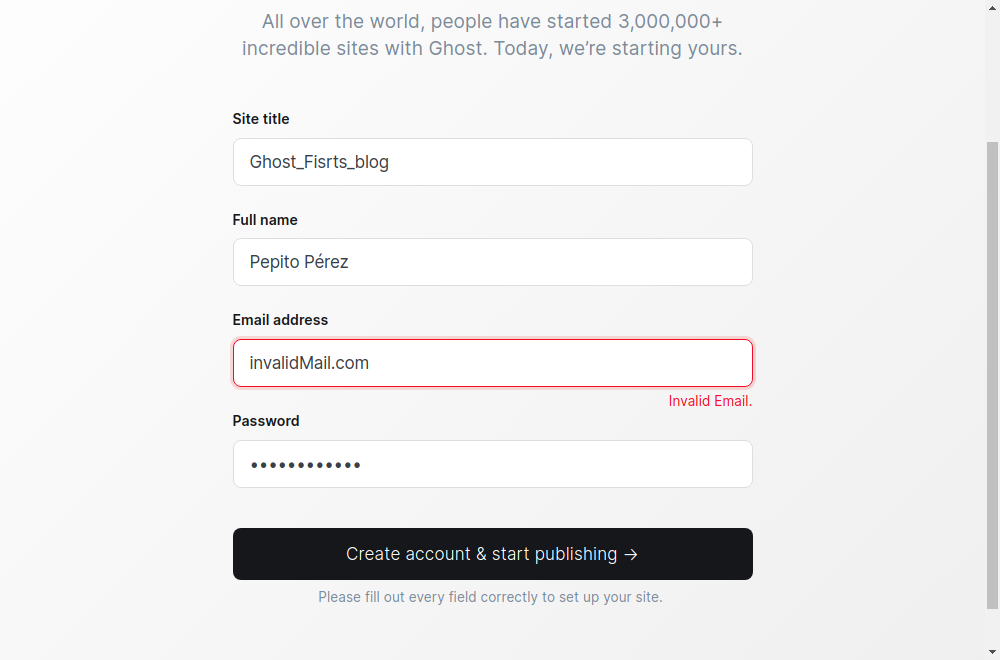 All over the world, people have started 3,000,000+
incredible sites with Ghost. Today, we’re starting yours.
Site title
Ghost_Fisrts_blog
Full name
Pepito Pérez
Email address
invalidMail.com
Invalid Email.
Password
••••••••••••
Create account & start publishing →
Please fill out every field correctly to set up your site.